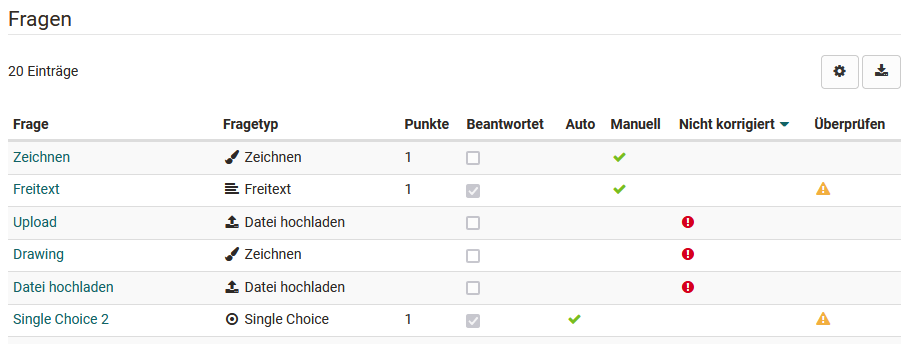 Fragen
20 Einträge
Frage Fragetyp Punkte Beantwortet Auto Manuell Nicht korrigiert Überprüfen
Zeichnen Zeichnen 1
Freitext Freitext 1
Upload Datei hochladen
Drawing Zeichnen
Datei hochladen Datei hochladen
Single Choice 2 Single Choice 1